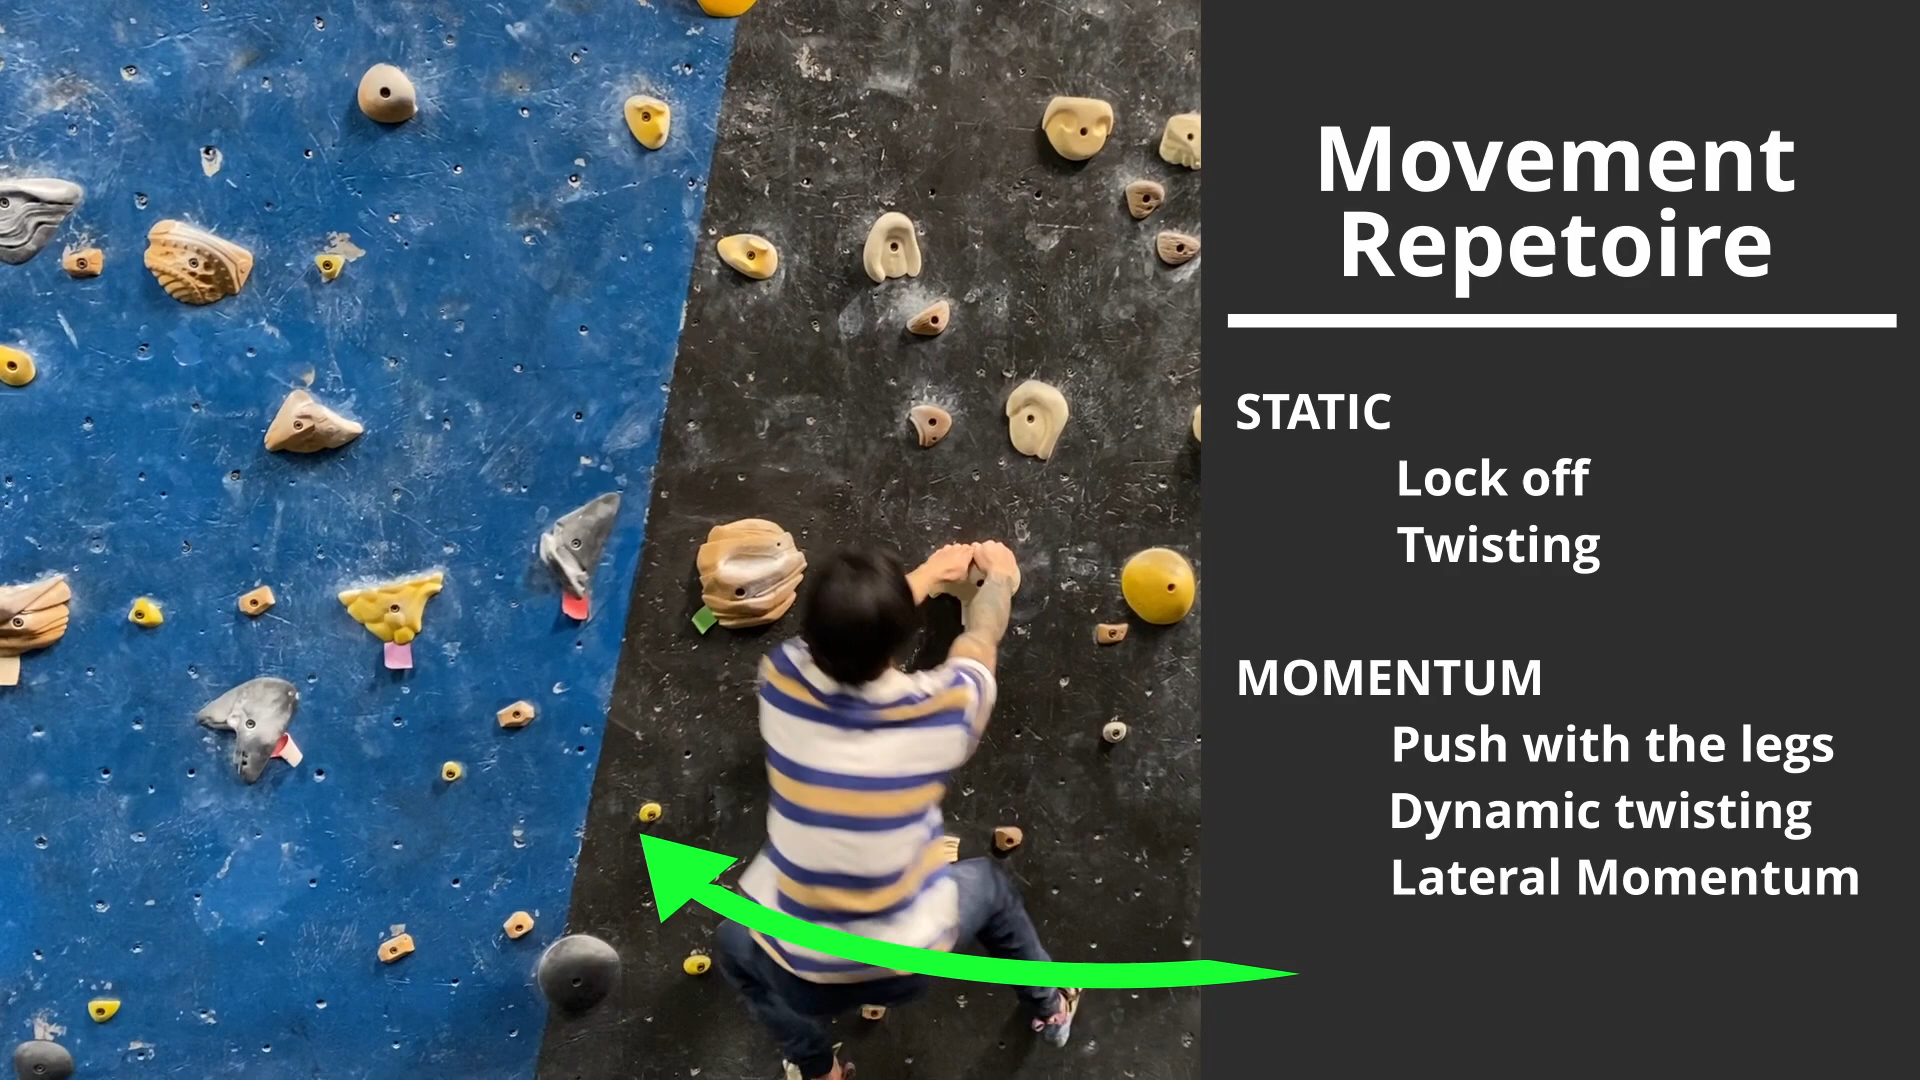 Movement
Repetoire
STATIC
Lock off
Twisting
MOMENTUM
Push with the legs
Dynamic twisting
Lateral Momentum